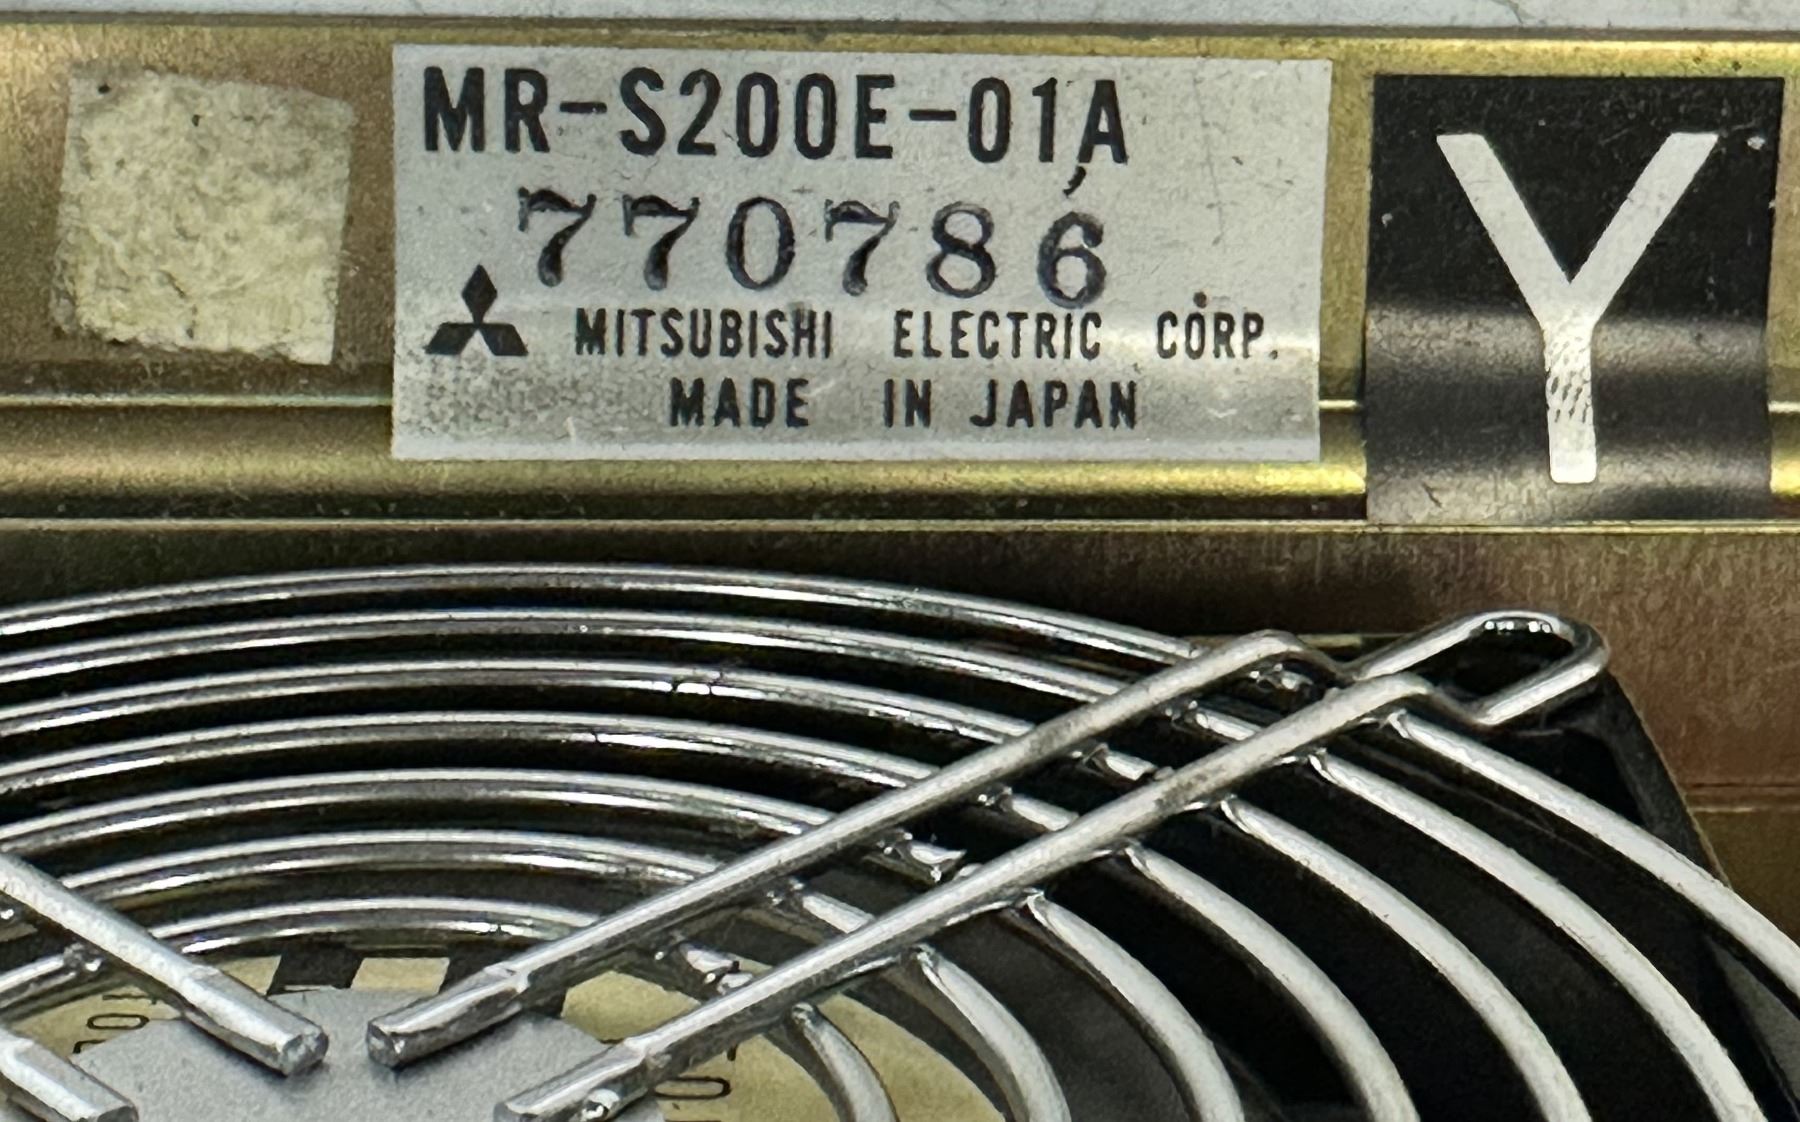 MR-S200E-01A
770786
MITSUBISHI ELECTRIC CORP.
MADE IN JAPAN
Y